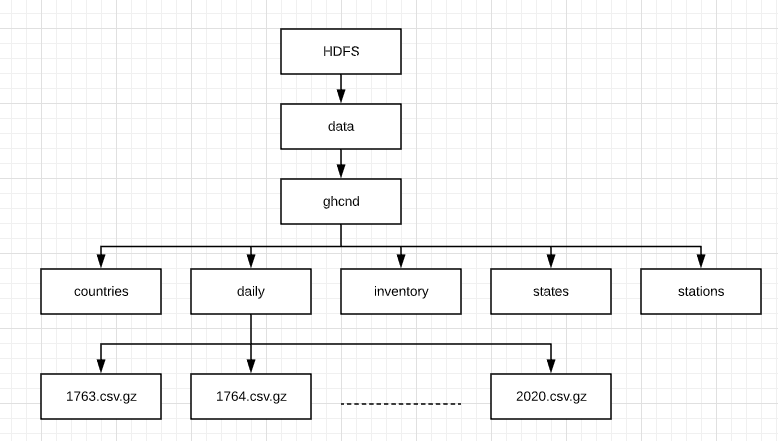 HDFS
data
ghcnd
countries
daily
inventory
states
stations
1763.csv.gz
1764.csv.gz
2020.csv.gz